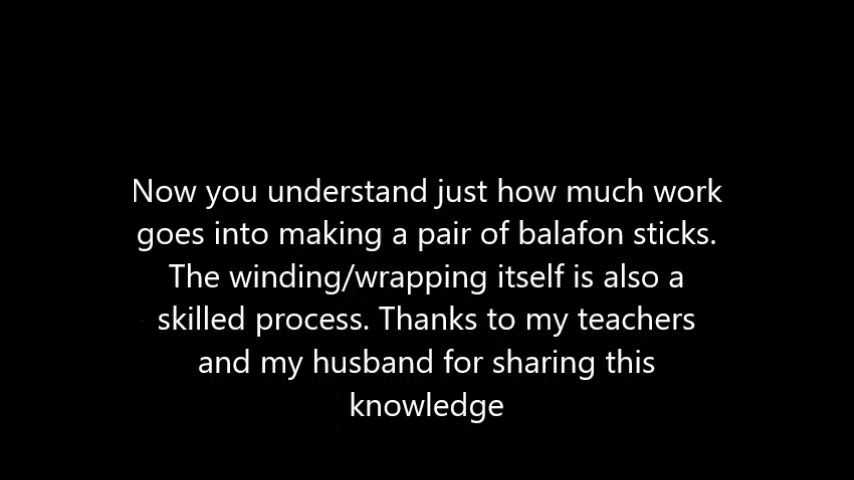 Now you understand just how much work
goes into making a pair of balafon sticks.
The winding/wrapping itself is also a
skilled process. Thanks to my teachers
and my husband for sharing this
knowledge